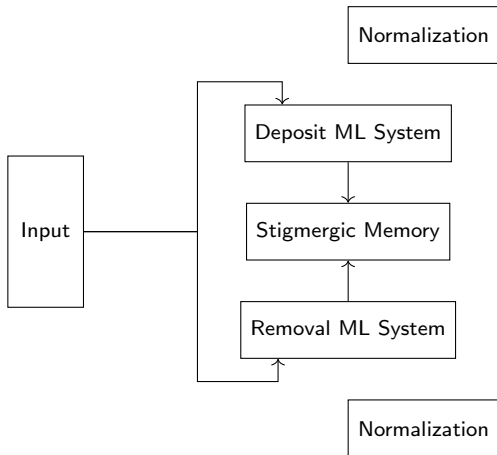 Normalization
Deposit ML System
Input
Stigmergic Memory
Removal ML System
Normalization